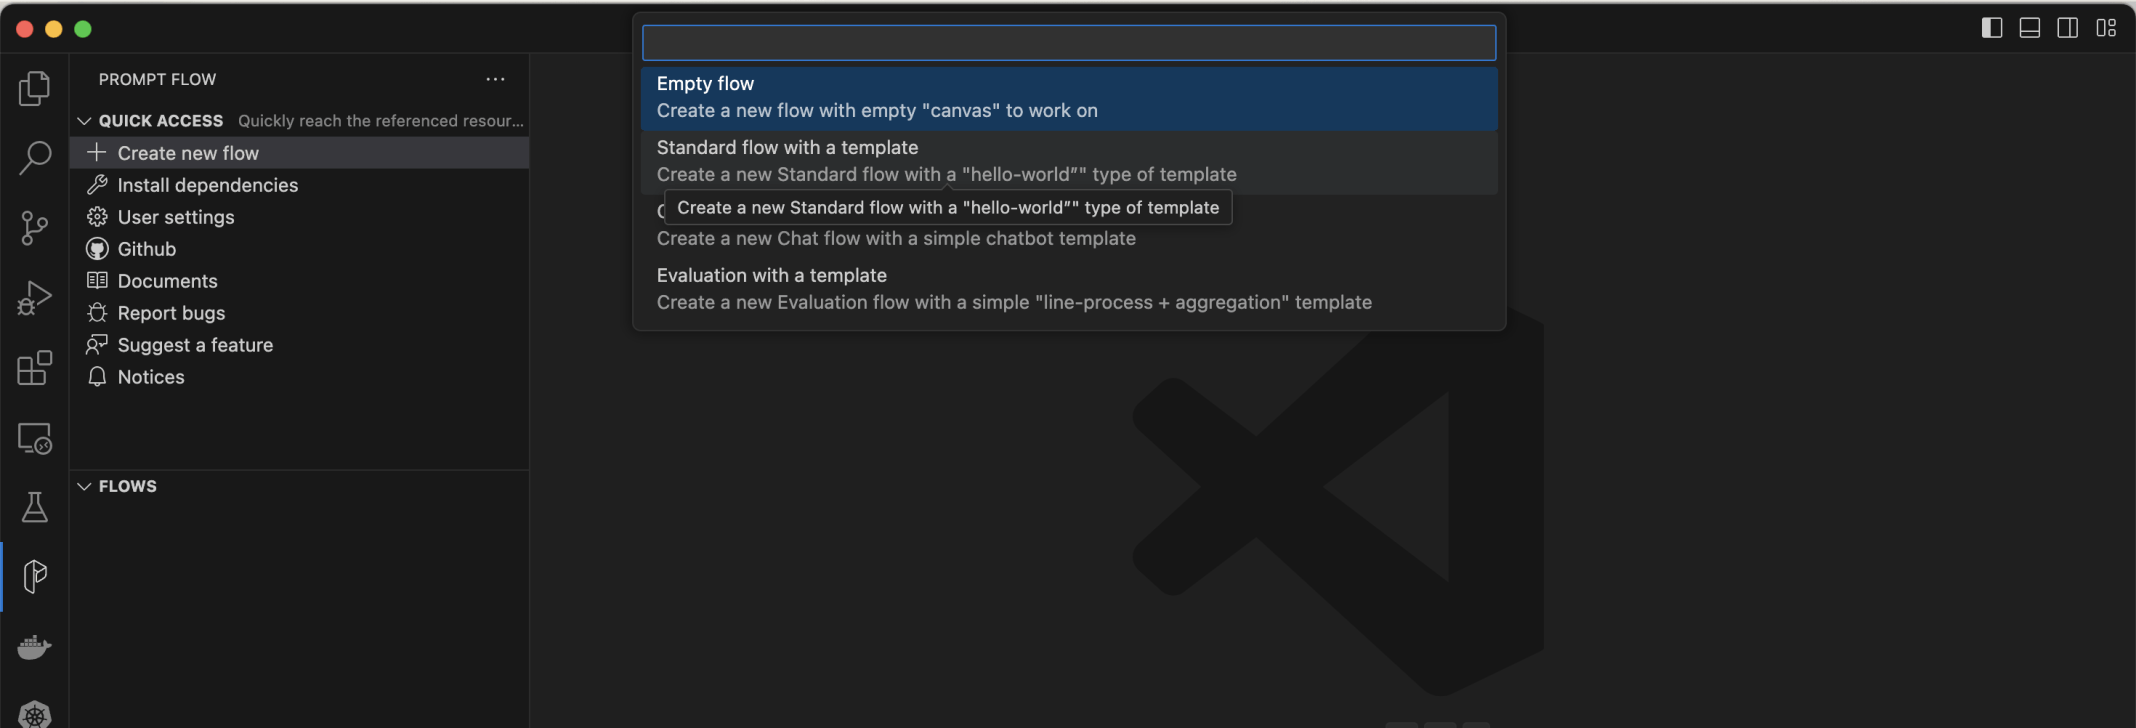 PROMPT FLOW
QUICK ACCESS Quickly reach the referenced resour...
Create new flow
Install dependencies
User settings
Github
Documents
Report bugs
Suggest a feature
Notices
FLOWS
Empty flow
Create a new flow with empty "canvas" to work on
Standard flow with a template
Create a new Standard flow with a "hello-world”" type of template
Create a new Standard flow with a "hello-world”" type of template
Create a new Chat flow with a simple chatbot template
Evaluation with a template
Create a new Evaluation flow with a simple "line-process + aggregation" template